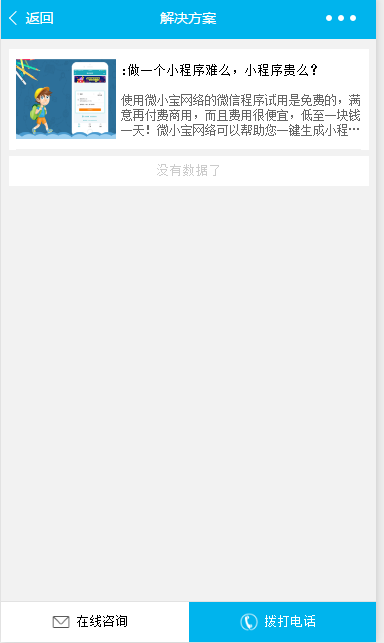 返回
解决方案
:做一个小程序难么，小程序贵么?
使用微小宝网络的微信程序试用是免费的，满
意再付费商用，而且费用很便宜，低至一块钱
一天！微小宝网络可以帮助您一键生成小程…
没有数据了
在线咨询
拨打电话